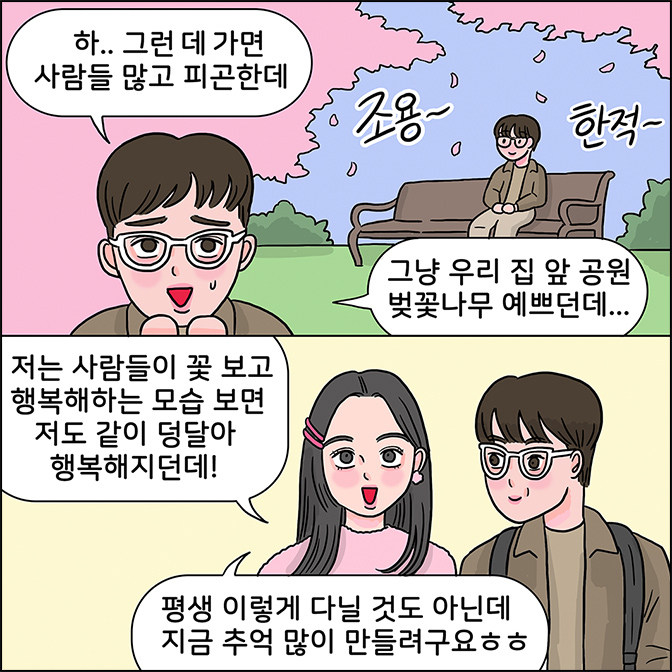 하.. 그런 데 가면
사람들 많고 피곤한데
조용~
한적~
그냥 우리 집 앞 공원
벚꽃나무 예쁘던데...
저는 사람들이 꽃 보고
행복해하는 모습 보면
저도 같이 덩달아
행복해지던데!
평생 이렇게 다닐 것도 아닌데
지금 추억 많이 만들려구요ㅎㅎ